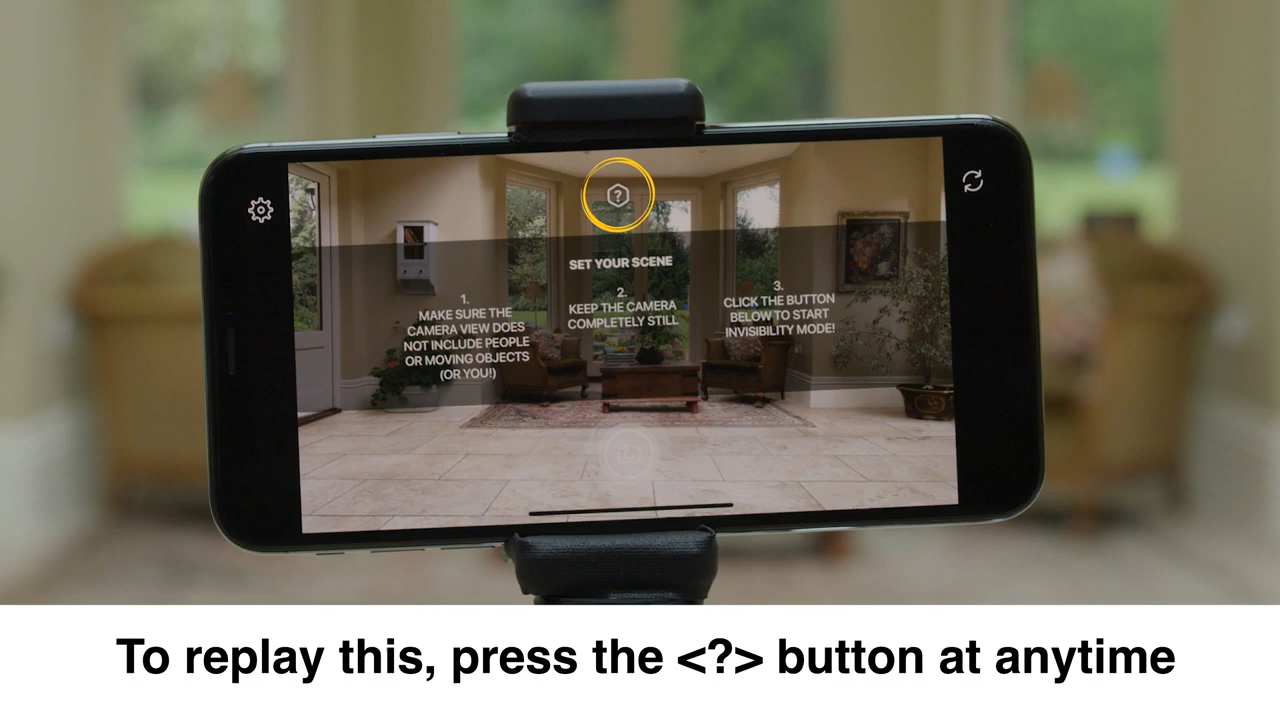 ?
SET YOUR SCENE
1.
MAKE SURE THE
CAMERA VIEW DOES
NOT INCLUDE PEOPLE
OR MOVING OBJECTS
(OR YOU!)
2.
KEEP THE CAMERA
COMPLETELY STILL
3.
CLICK THE BUTTON
BELOW TO START
INVISIBILITY MODE!
To replay this, press the <?> button at anytime